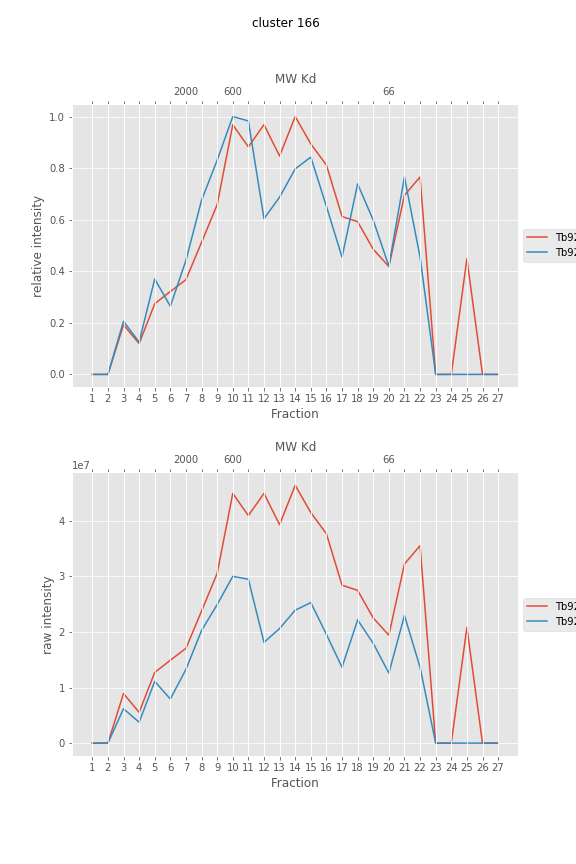 cluster 166
MW Kd
2000 600 66
1.0
0.8
0.6
0.4
0.2
0.0
relative intensity
Tb92
Tb92
1 2 3 4 5 6 7 8 9 10 11 12 13 14 15 16 17 18 19 20 21 22 23 24 25 26 27
Fraction
MW Kd
1e7
2000 600 66
4
3
2
1
0
raw intensity
Tb92
Tb92
1 2 3 4 5 6 7 8 9 10 11 12 13 14 15 16 17 18 19 20 21 22 23 24 25 26 27
Fraction